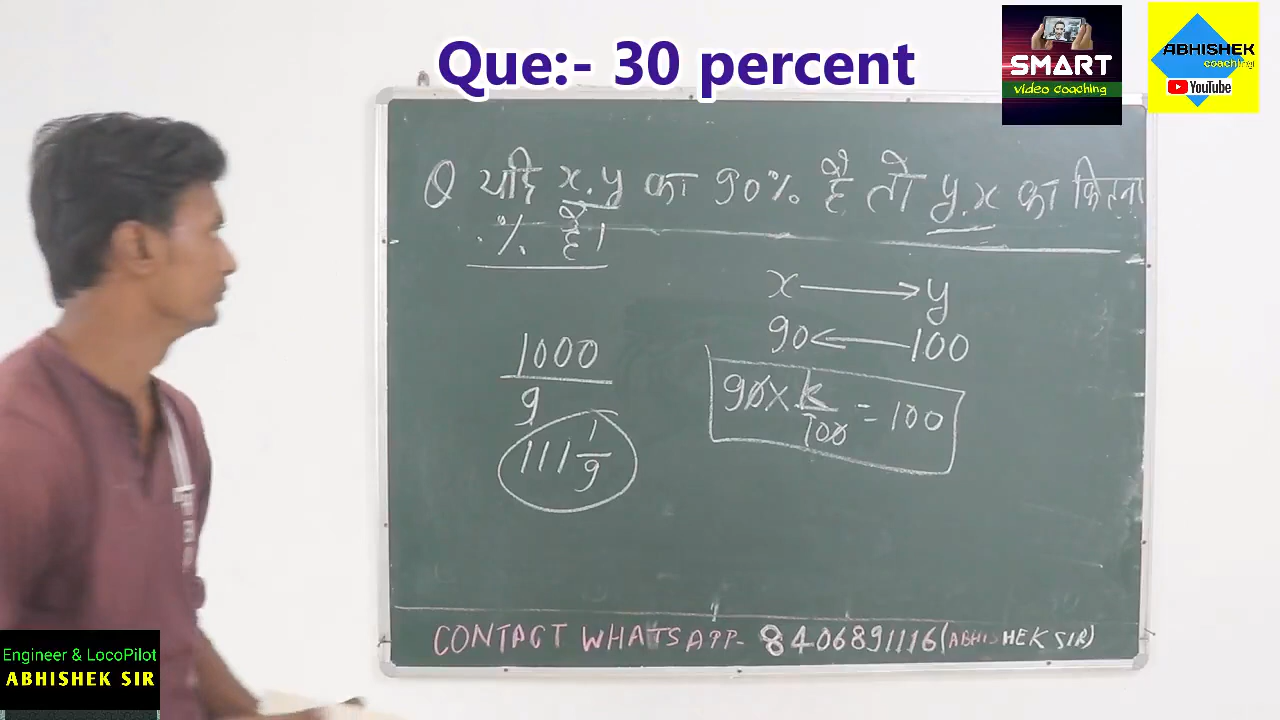 Que:- 30 percent
SMART
video coaching
ABHISHEK
coaching
YouTube
Q यदि x.y का 90% है तो y.x का कितना
% है।
x → y
90 ← 100
1000
9
111 1/9
90 × k/100 = 100
CONTACT WHATSAPP- 8406891116 (ABHISHEK SIR)
Engineer & LocoPilot
ABHISHEK SIR